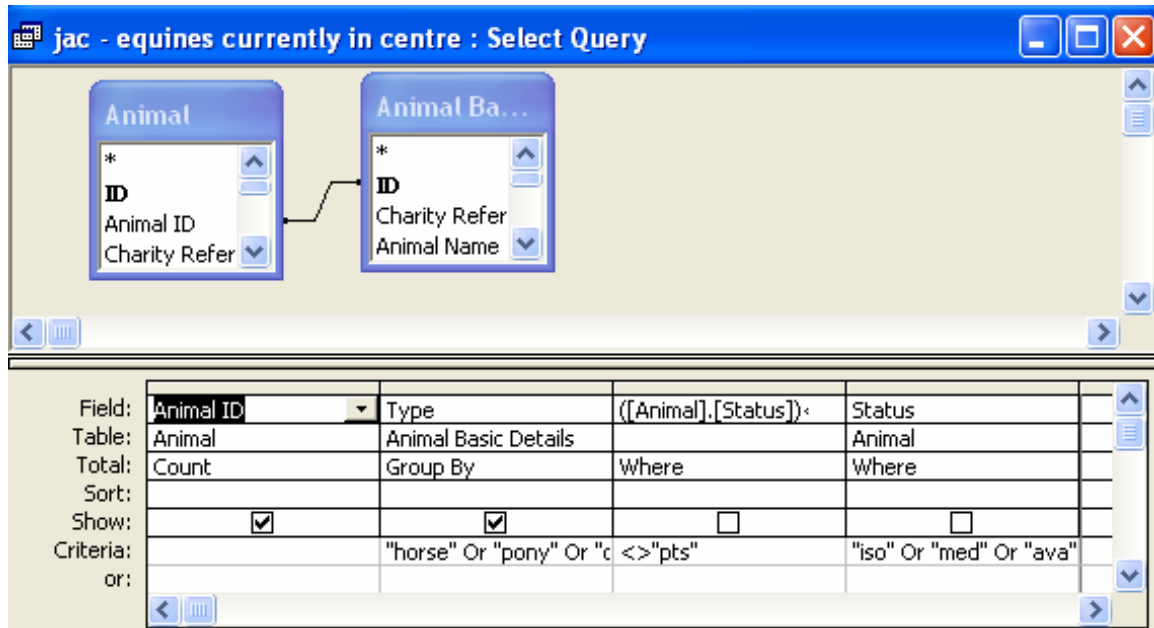 jac - equines currently in centre : Select Query
Animal
*
ID
Animal ID
Charity Refer
Animal Ba...
*
ID
Charity Refer
Animal Name
Field: Animal ID Type ([Animal].[Status])< Status
Table: Animal Animal Basic Details Animal
Total: Count Group By Where Where
Sort:
Show:
Criteria: "horse" Or "pony" Or "c <>"pts" "iso" Or "med" Or "ava"
or: